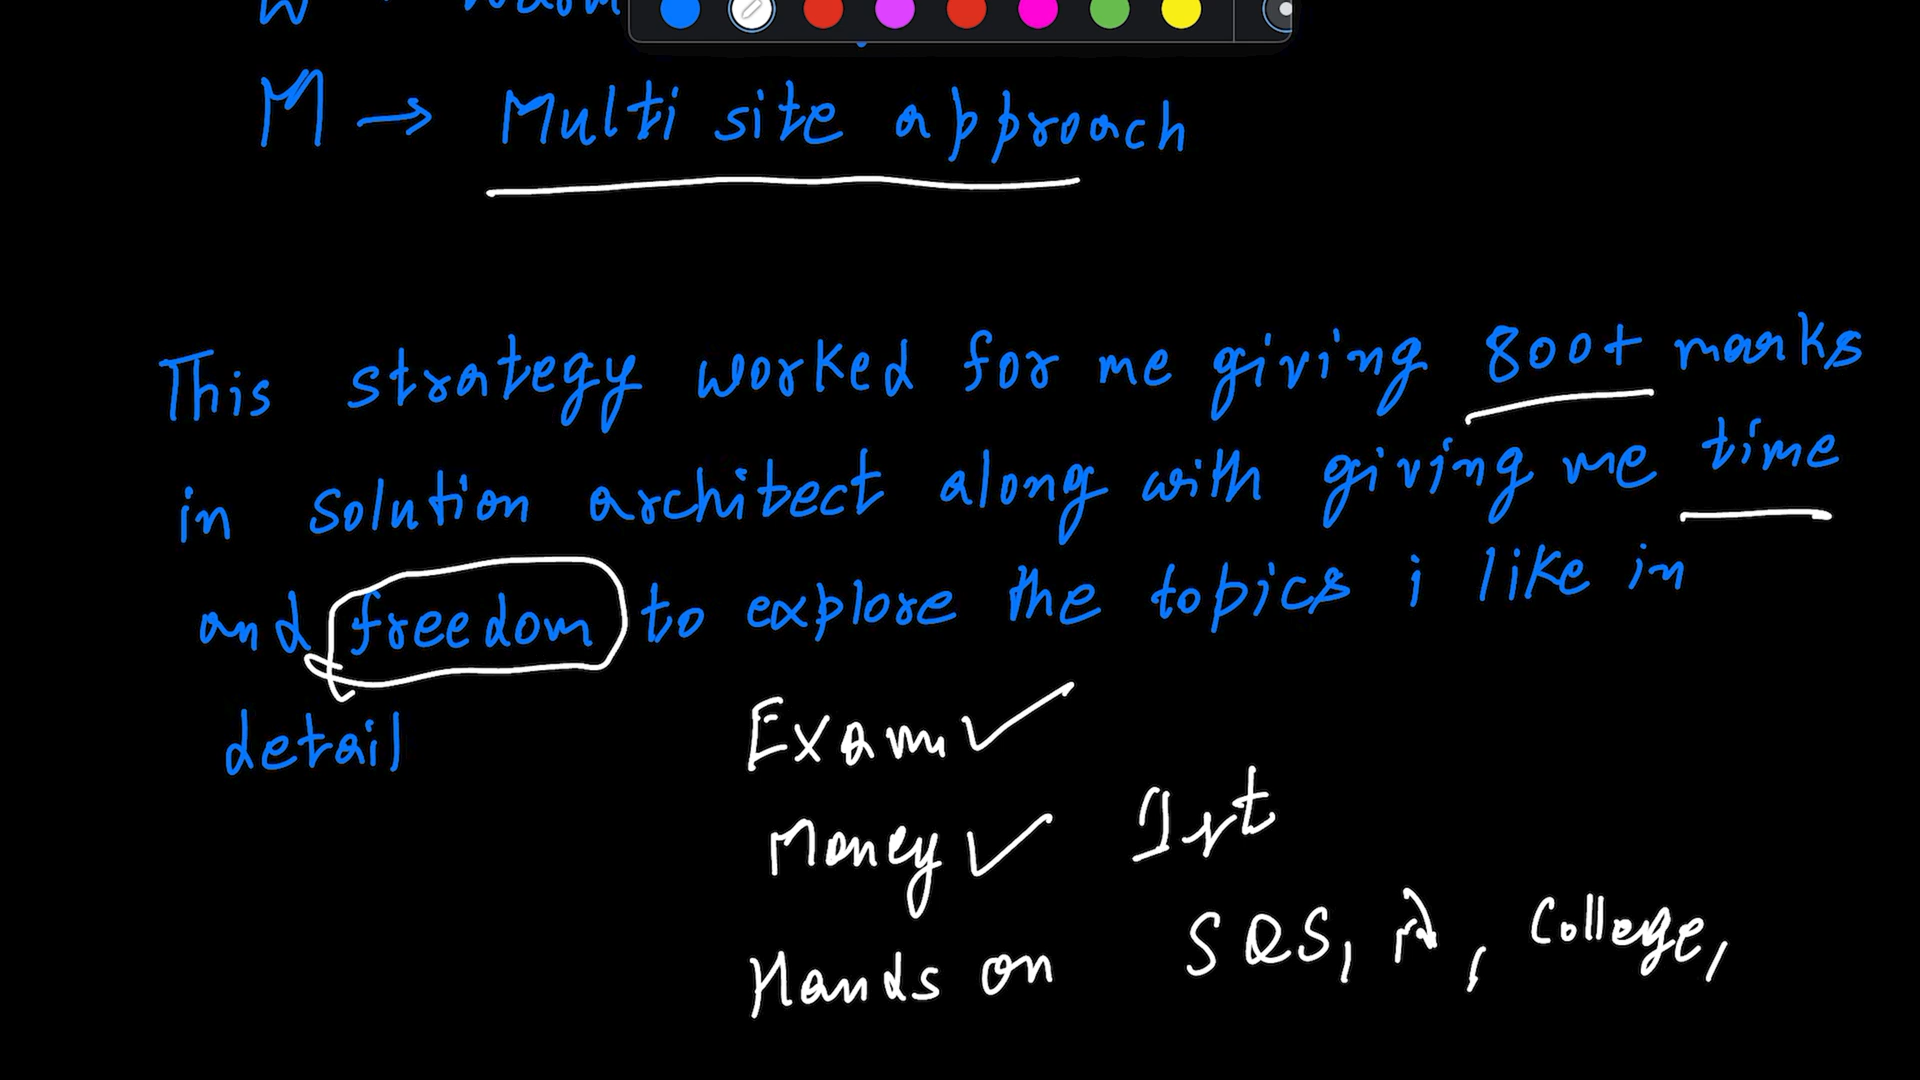 M → Multi site approach
This strategy worked for me giving 800+ marks
in solution architect along with giving me time
and freedom to explore the topics i like in
detail
Exam ✓
Money ✓ 1st
Hands on SQS, λ, College,